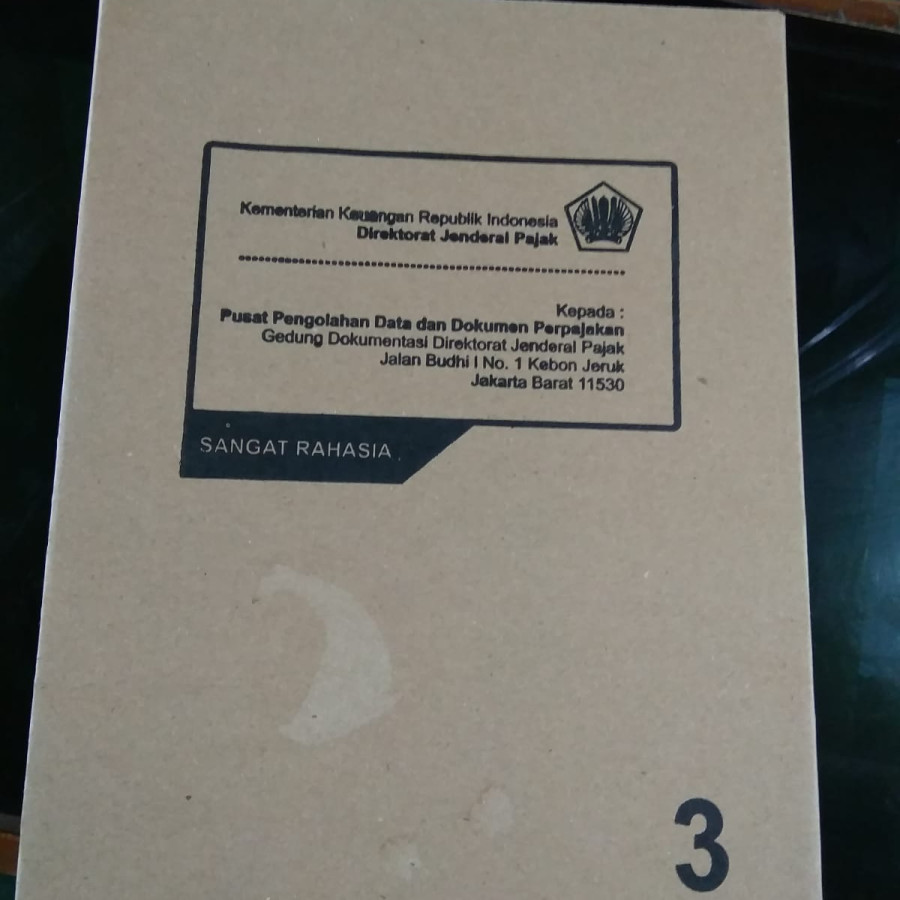 Kementerian Keuangan Republik Indonesia
Direktorat Jenderal Pajak
Kepada :
Pusat Pengolahan Data dan Dokumen Perpajakan
Gedung Dokumentasi Direktorat Jenderal Pajak
Jalan Budhi I No. 1 Kebon Jeruk
Jakarta Barat 11530
SANGAT RAHASIA
3